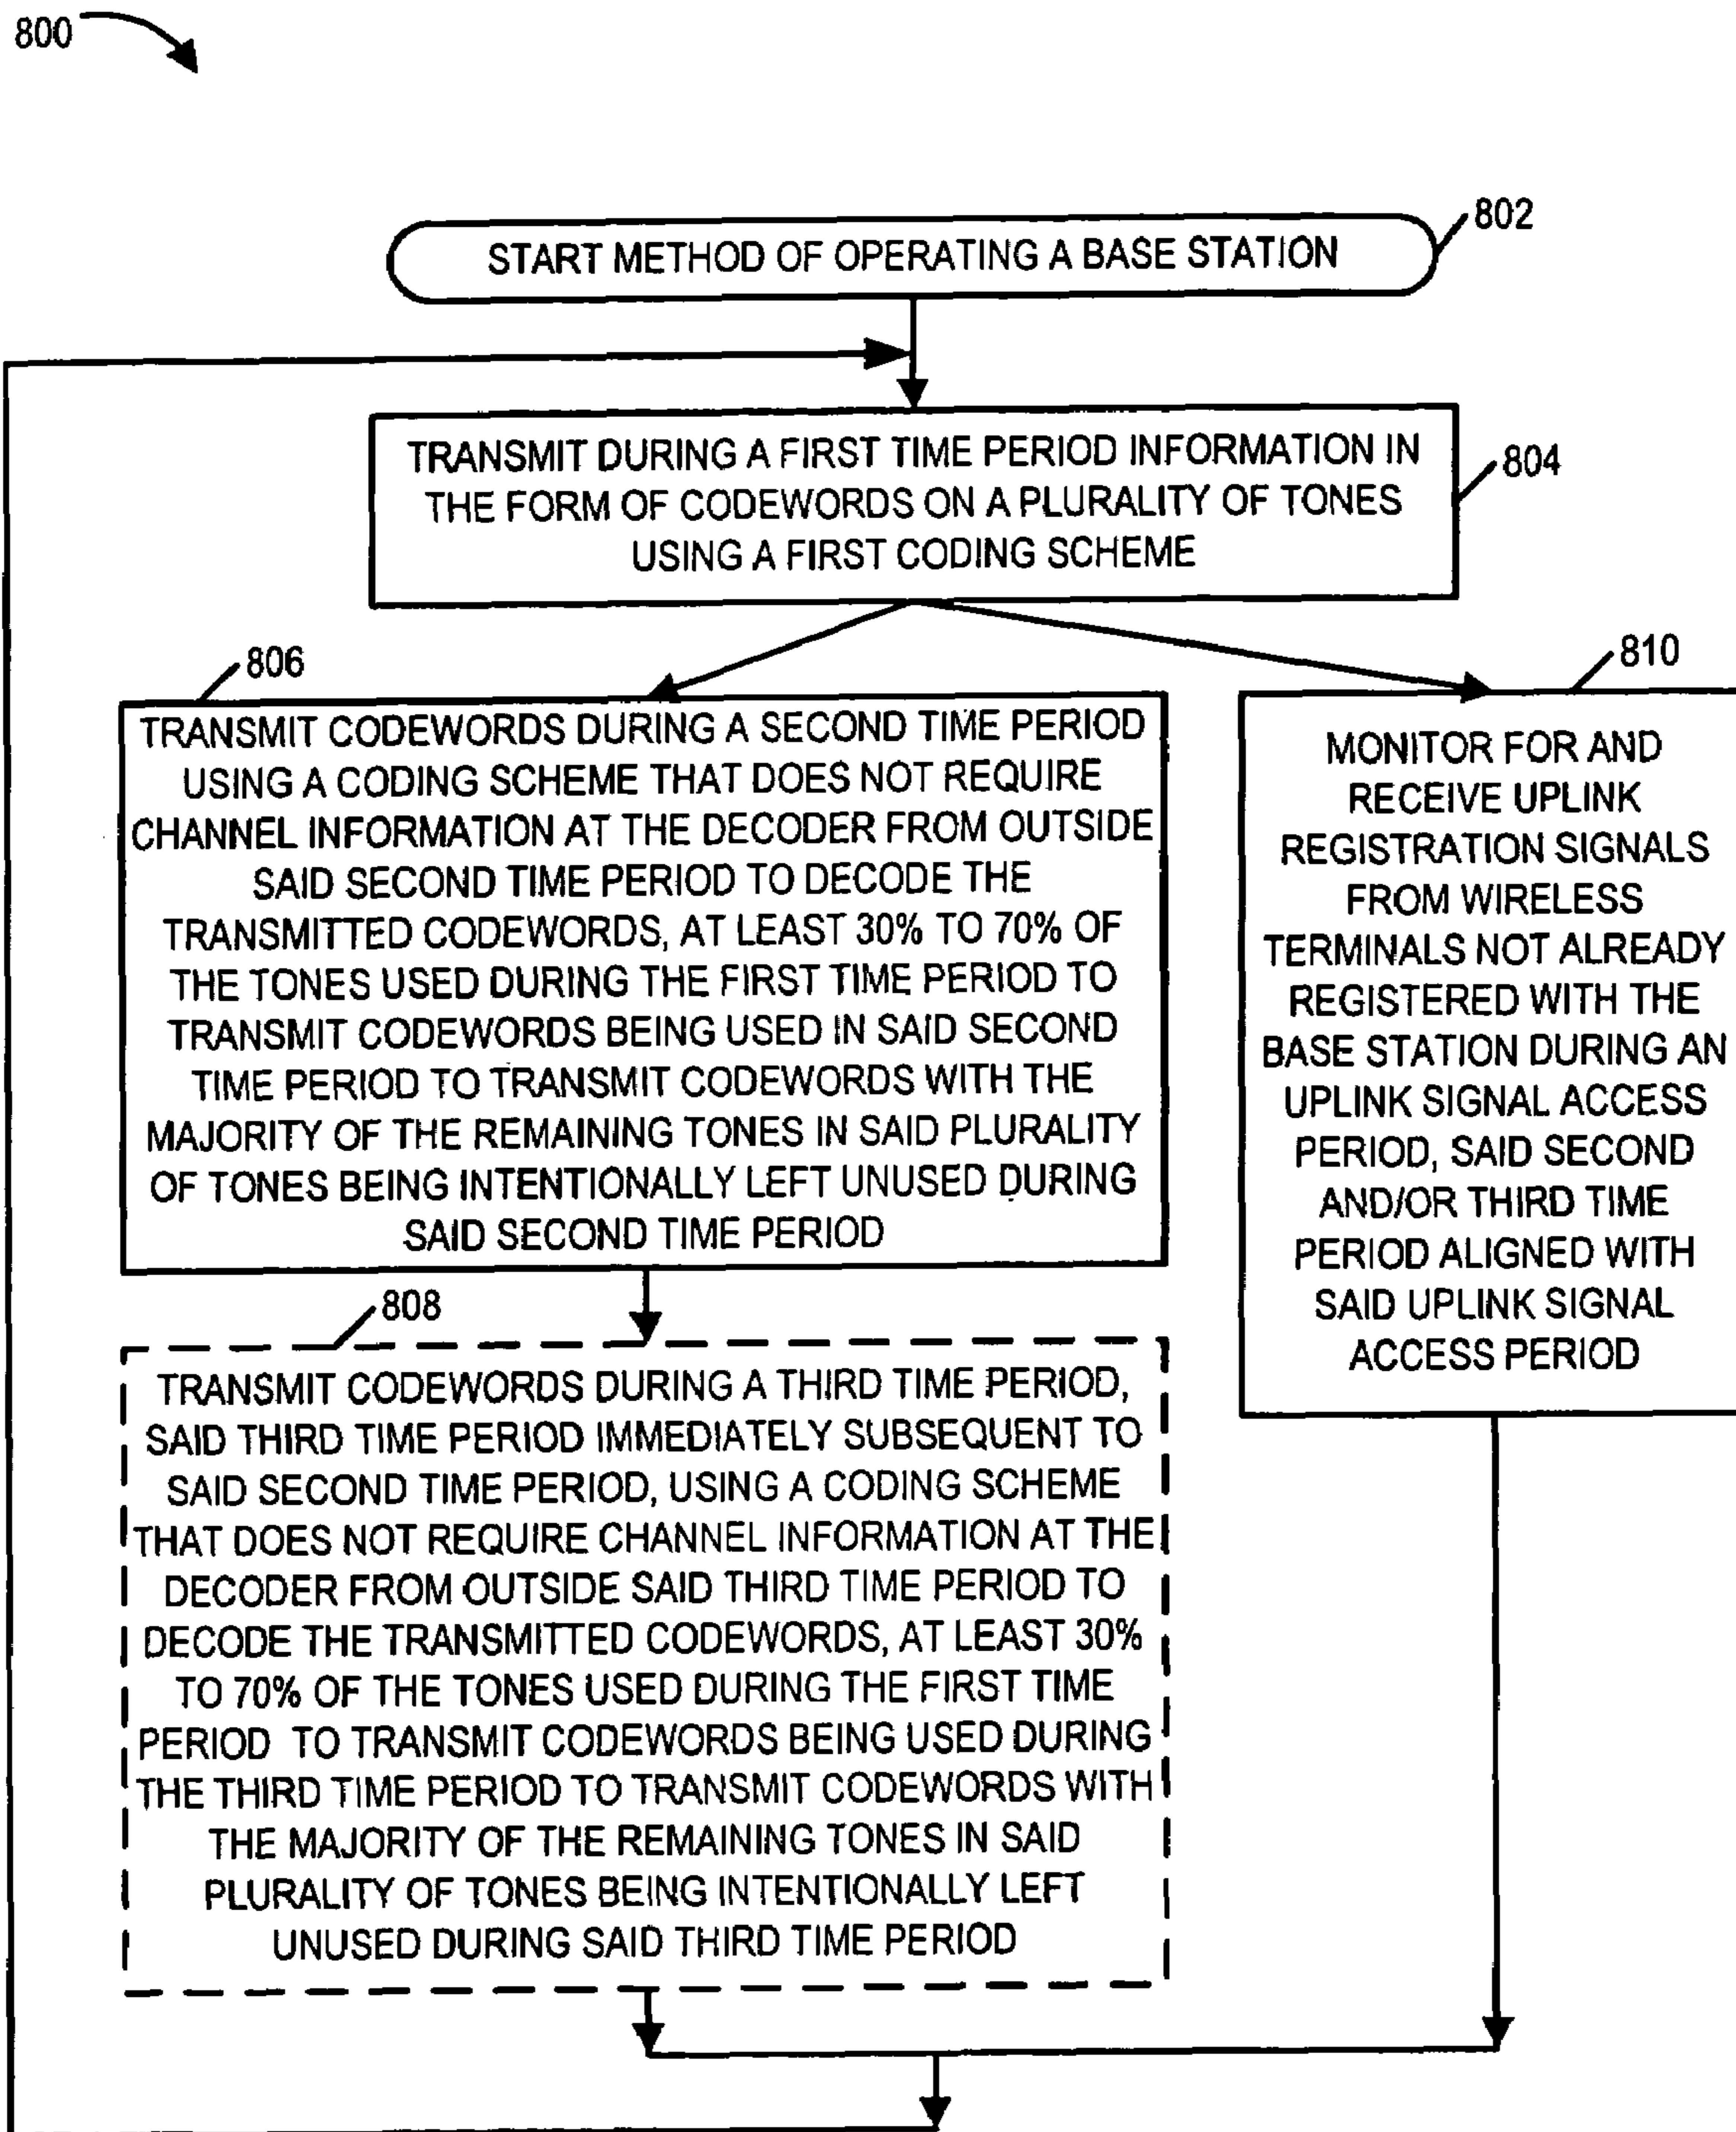 800
802
START METHOD OF OPERATING A BASE STATION
TRANSMIT DURING A FIRST TIME PERIOD INFORMATION IN
THE FORM OF CODEWORDS ON A PLURALITY OF TONES
USING A FIRST CODING SCHEME
804
806
TRANSMIT CODEWORDS DURING A SECOND TIME PERIOD
USING A CODING SCHEME THAT DOES NOT REQUIRE
CHANNEL INFORMATION AT THE DECODER FROM OUTSIDE
SAID SECOND TIME PERIOD TO DECODE THE
TRANSMITTED CODEWORDS, AT LEAST 30% TO 70% OF
THE TONES USED DURING THE FIRST TIME PERIOD TO
TRANSMIT CODEWORDS BEING USED IN SAID SECOND
TIME PERIOD TO TRANSMIT CODEWORDS WITH THE
MAJORITY OF THE REMAINING TONES IN SAID PLURALITY
OF TONES BEING INTENTIONALLY LEFT UNUSED DURING
SAID SECOND TIME PERIOD
810
MONITOR FOR AND
RECEIVE UPLINK
REGISTRATION SIGNALS
FROM WIRELESS
TERMINALS NOT ALREADY
REGISTERED WITH THE
BASE STATION DURING AN
UPLINK SIGNAL ACCESS
PERIOD, SAID SECOND
AND/OR THIRD TIME
PERIOD ALIGNED WITH
SAID UPLINK SIGNAL
ACCESS PERIOD
808
TRANSMIT CODEWORDS DURING A THIRD TIME PERIOD,
SAID THIRD TIME PERIOD IMMEDIATELY SUBSEQUENT TO
SAID SECOND TIME PERIOD, USING A CODING SCHEME
THAT DOES NOT REQUIRE CHANNEL INFORMATION AT THE
DECODER FROM OUTSIDE SAID THIRD TIME PERIOD TO
DECODE THE TRANSMITTED CODEWORDS, AT LEAST 30%
TO 70% OF THE TONES USED DURING THE FIRST TIME
PERIOD TO TRANSMIT CODEWORDS BEING USED DURING
THE THIRD TIME PERIOD TO TRANSMIT CODEWORDS WITH
THE MAJORITY OF THE REMAINING TONES IN SAID
PLURALITY OF TONES BEING INTENTIONALLY LEFT
UNUSED DURING SAID THIRD TIME PERIOD